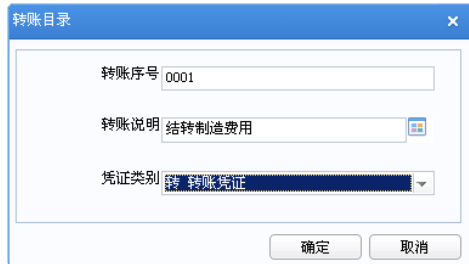 转账目录
转账序号 0001
转账说明 结转制造费用
凭证类别 转 转账凭证
确定 取消